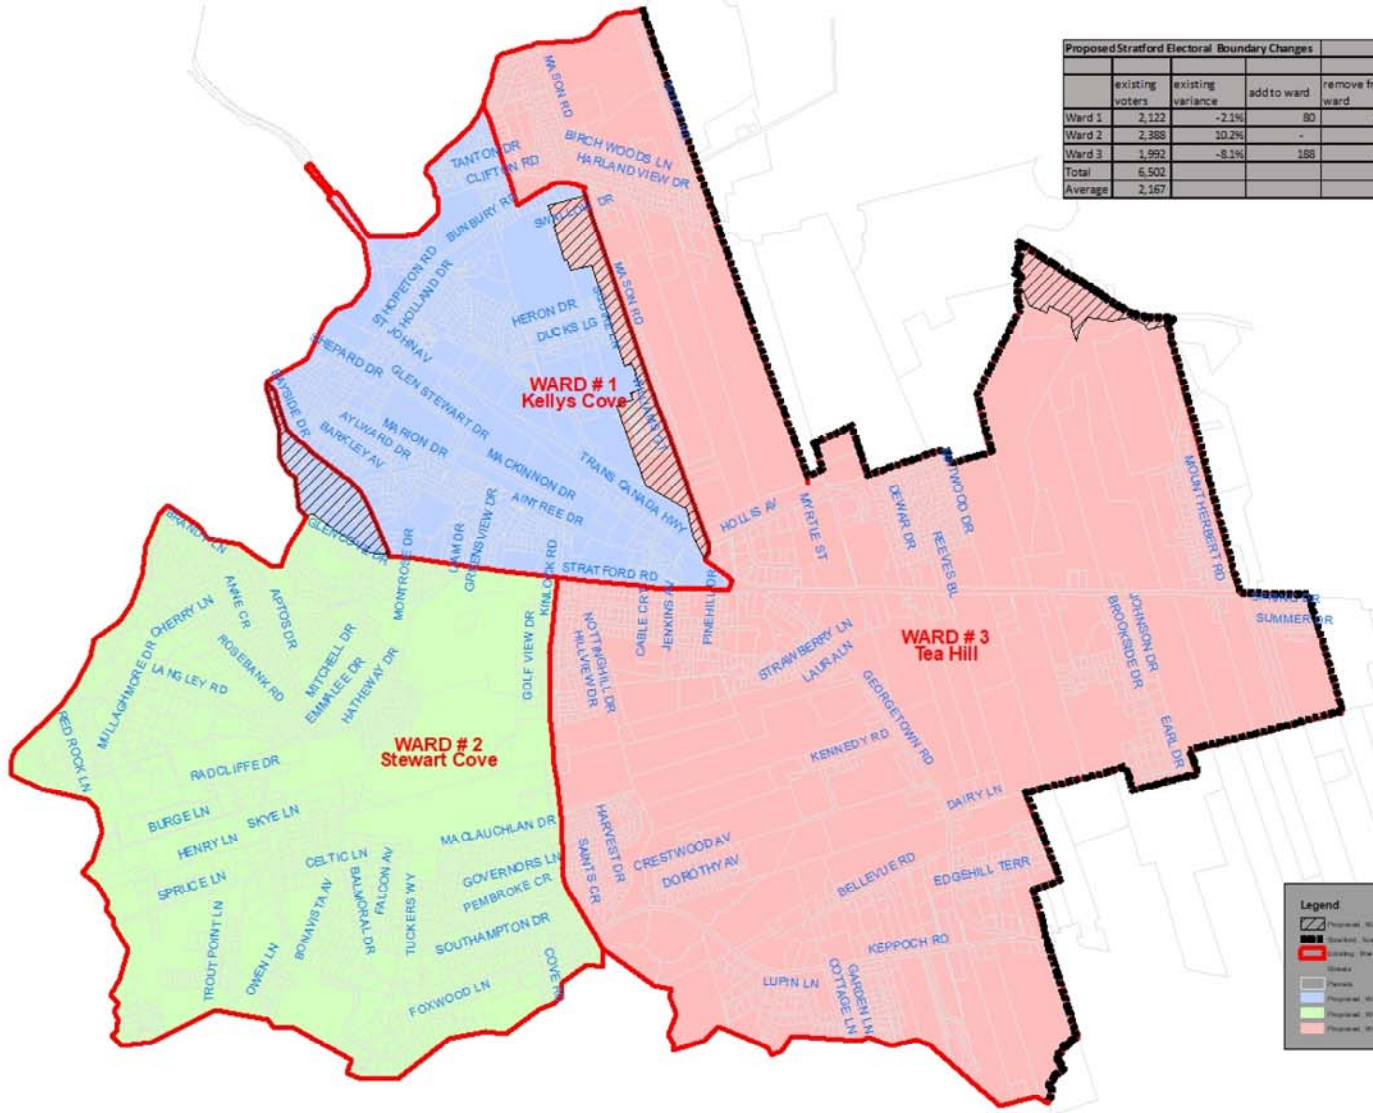 Proposed Stratford Electoral Boundary Changes
existing voters existing variance add to ward remove fr ward
Ward 1 2,122 -2.1% 80
Ward 2 2,388 10.2% -
Ward 3 1,992 -8.1% 188
Total 6,502
Average 2,167
MASON RD
BIRCHWOODS LN
HARLAND VIEW DR
TANTON DR
CLIFTON RD
BUNBURY RD
HOPETON RD
HOLLAND DR
ST JOHN AV
SHEPARD DR
HERON DR
DUCKS LG
MASON RD
WARD # 1
Kellys Cove
GLEN STEWART DR
BAYSIDE DR
AYLWARD DR
MARION DR
BARKLEY AV
MACKINNON DR
TRANS CANADA HWY
AINTREE DR
GREENSVIEW DR
MONTROSE DR
KINLOCK RD
STRATFORD RD
GLENCOVE DR
HOLLIS AV
MYRTLE ST
DEWAR DR
REEVES BL
MOUNT HERBERT RD
SUMMER DR
CABLE CRT
JENKINS AV
PINEHILL DR
NOTTINGHILL DR
HILLVIEW DR
GOLF VIEW DR
STRAWBERRY LN
LAURA LN
WARD # 3
Tea Hill
JOHNSON DR
BROOKSIDE DR
EARL DR
GEORGETOWN RD
KENNEDY RD
DAIRY LN
ANNE CR
APTOS DR
CHERRY LN
MULLAGHMORE DR
LANGLEY RD
ROSEBANK RD
MITCHELL DR
EMMALEE DR
HATHEWAY DR
RED ROCK LN
WARD # 2
Stewart Cove
RADCLIFFE DR
BURGE LN
SKYE LN
HENRY LN
SPRUCE LN
CELTIC LN
BALMORAL DR
FALCON AV
TUCKERS WY
BONAVISTA AV
TROUT POINT LN
OWEN LN
MACLAUCHLAN DR
GOVERNORS LN
PEMBROKE CR
SOUTHAMPTON DR
FOXWOOD LN
COVE RD
HARVEST DR
SAINTS CR
CRESTWOOD AV
DOROTHY AV
BELLEVUE RD
EDGEHILL TERR
KEPPOCH RD
LUPIN LN
COTTAGE LN
GARDEN LN
Legend
Streets
Parcels